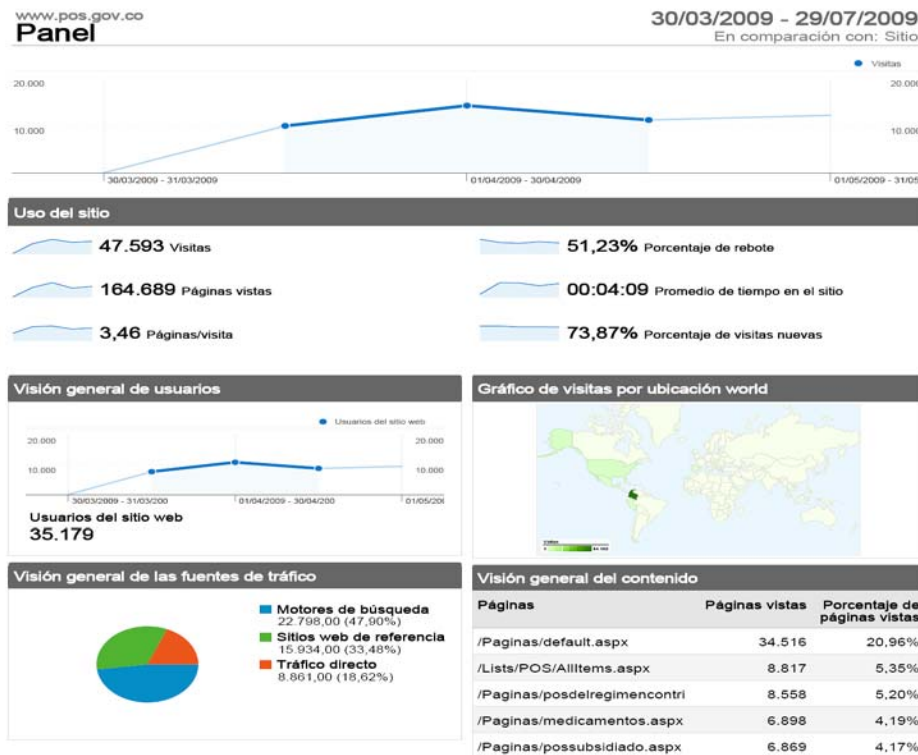 www.pos.gov.co
Panel
30/03/2009 - 29/07/2009
En comparación con: Sitio
Visitas
20.000
20.000
10.000
10.000
30/03/2009 - 31/03/2009
01/04/2009 - 30/04/2009
01/05/2009 - 31/05
Uso del sitio
47.593 Visitas
51,23% Porcentaje de rebote
164.689 Páginas vistas
00:04:09 Promedio de tiempo en el sitio
3,46 Páginas/visita
73,87% Porcentaje de visitas nuevas
Visión general de usuarios
Usuarios del sitio web
20.000
20.000
10.000
10.000
30/03/2009 - 31/03/200
01/04/2009 - 30/04/200
01/05/200
Usuarios del sitio web
35.179
Gráfico de visitas por ubicación world
Visión general de las fuentes de tráfico
Motores de búsqueda
22.798,00 (47,90%)
Sitios web de referencia
15.934,00 (33,48%)
Tráfico directo
8.861,00 (18,62%)
Visión general del contenido
Páginas Páginas vistas Porcentaje de páginas vistas
/Paginas/default.aspx 34.516 20,96%
/Lists/POS/AllItems.aspx 8.817 5,35%
/Paginas/posdelregimencontri 8.558 5,20%
/Paginas/medicamentos.aspx 6.898 4,19%
/Paginas/possubsidiado.aspx 6.869 4,17%